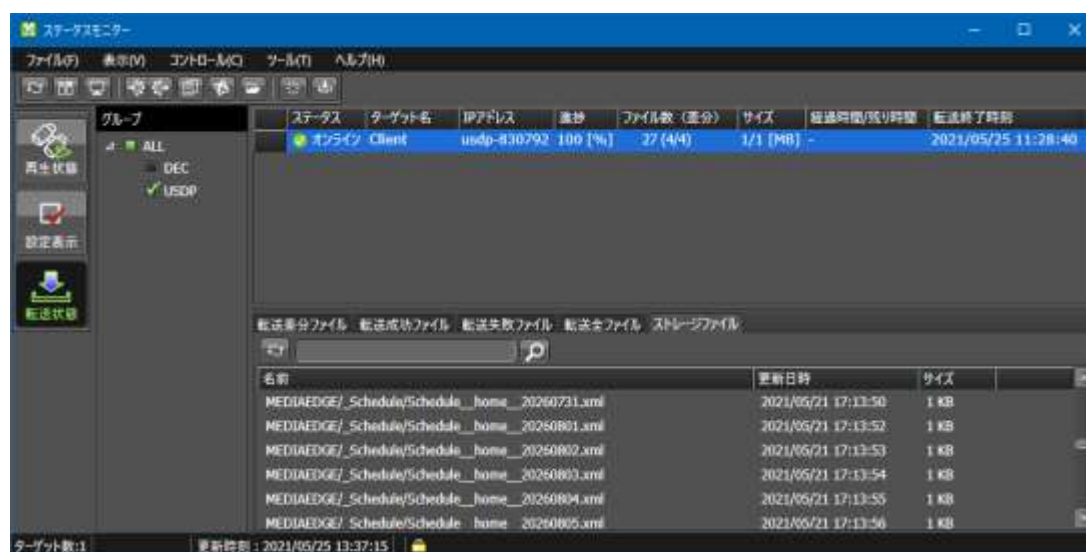 ステータスモニター
ファイル(F) 表示(V) コントロール(C) ツール(T) ヘルプ(H)
グループ
ALL
DEC
USDP
再生状態
設定表示
転送状態
ステータス ターゲット名 IPアドレス 進捗 ファイル数（差分） サイズ 経過時間/残り時間 転送終了時刻
オンライン Client usdp-830792 100 [%] 27 (4/4) 1/1 [MB] - 2021/05/25 11:28:40
転送差分ファイル 転送成功ファイル 転送失敗ファイル 転送全ファイル ストレージファイル
名前 更新日時 サイズ
MEDIAEDGE/_Schedule/Schedule__home__20260731.xml 2021/05/21 17:13:50 1 KB
MEDIAEDGE/_Schedule/Schedule__home__20260801.xml 2021/05/21 17:13:52 1 KB
MEDIAEDGE/_Schedule/Schedule__home__20260802.xml 2021/05/21 17:13:53 1 KB
MEDIAEDGE/_Schedule/Schedule__home__20260803.xml 2021/05/21 17:13:54 1 KB
MEDIAEDGE/_Schedule/Schedule__home__20260804.xml 2021/05/21 17:13:55 1 KB
MEDIAEDGE/_Schedule/Schedule__home__20260805.xml 2021/05/21 17:13:56 1 KB
ターゲット数:1 更新時刻 : 2021/05/25 13:37:15